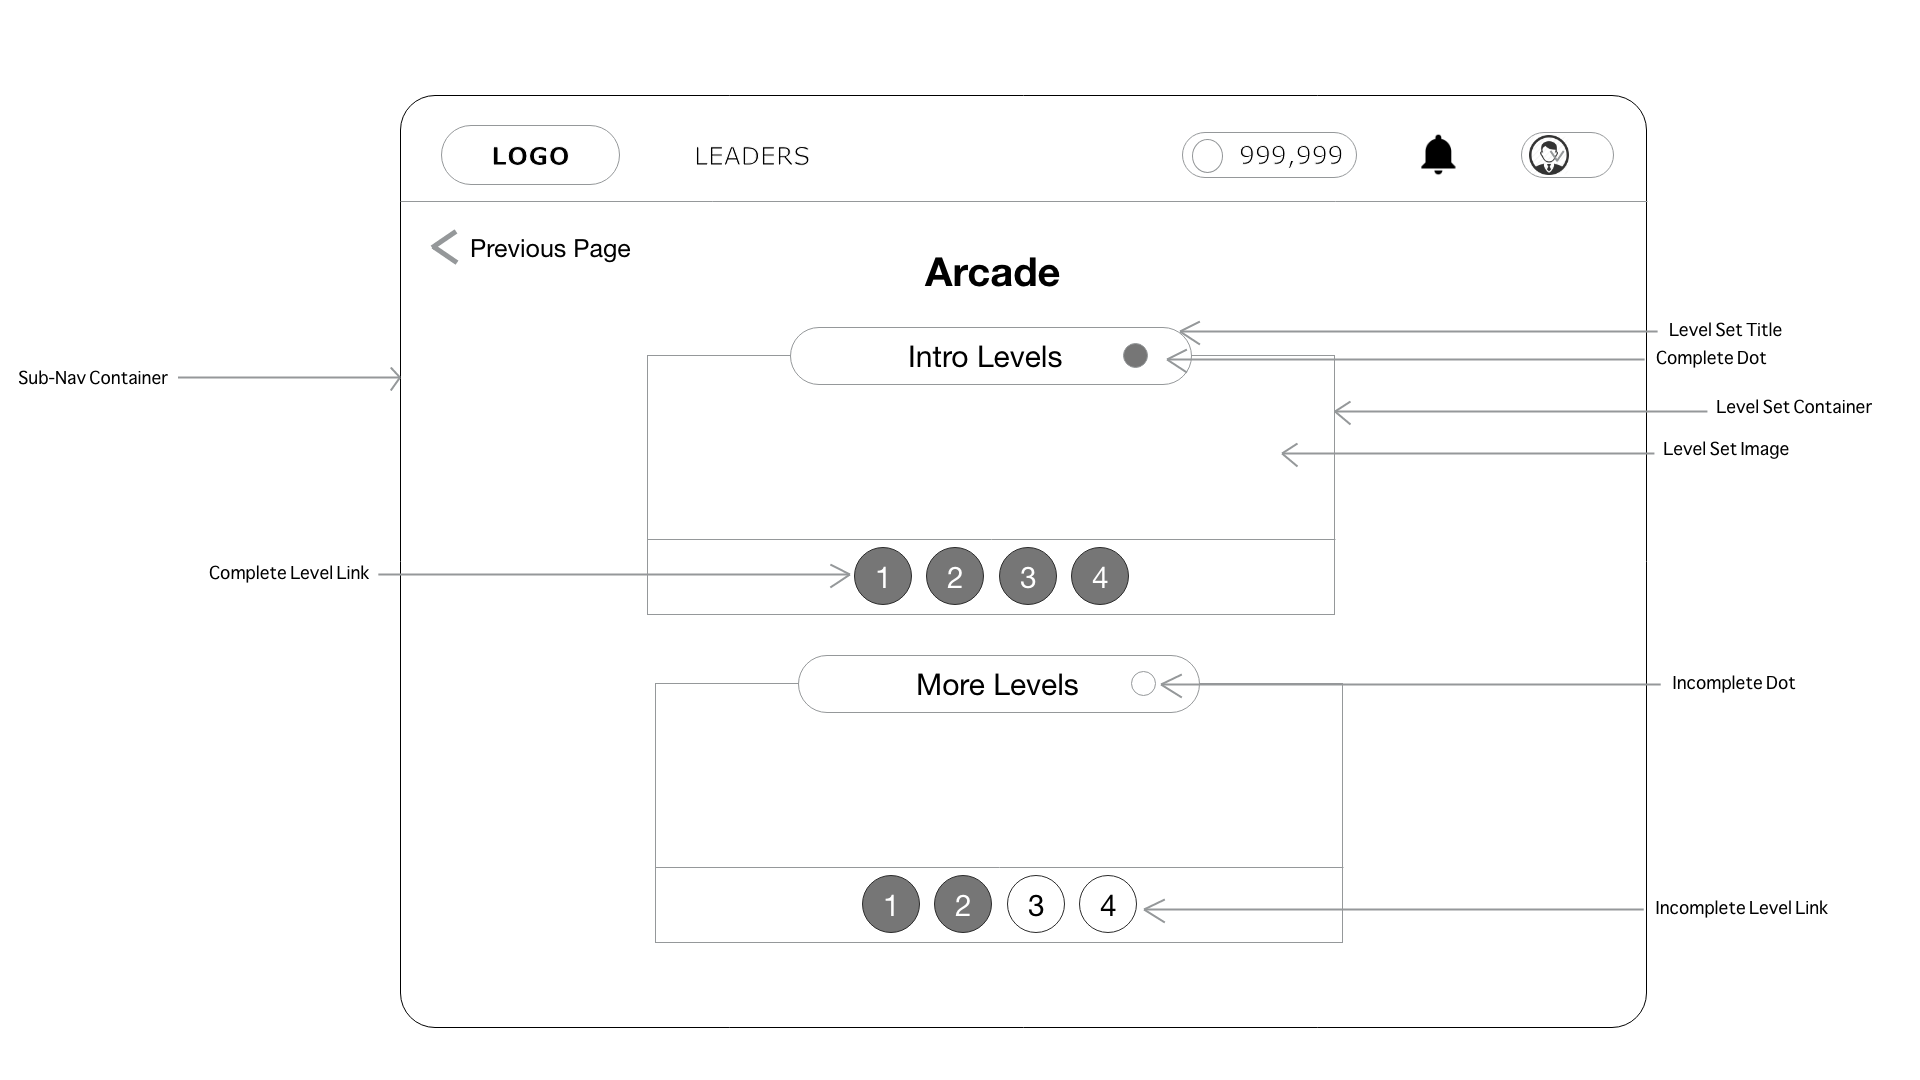 LOGO
LEADERS
999,999
Previous Page
Arcade
Level Set Title
Intro Levels
Complete Dot
Sub-Nav Container
Level Set Container
Level Set Image
Complete Level Link
1 2 3 4
More Levels
Incomplete Dot
1 2 3 4
Incomplete Level Link